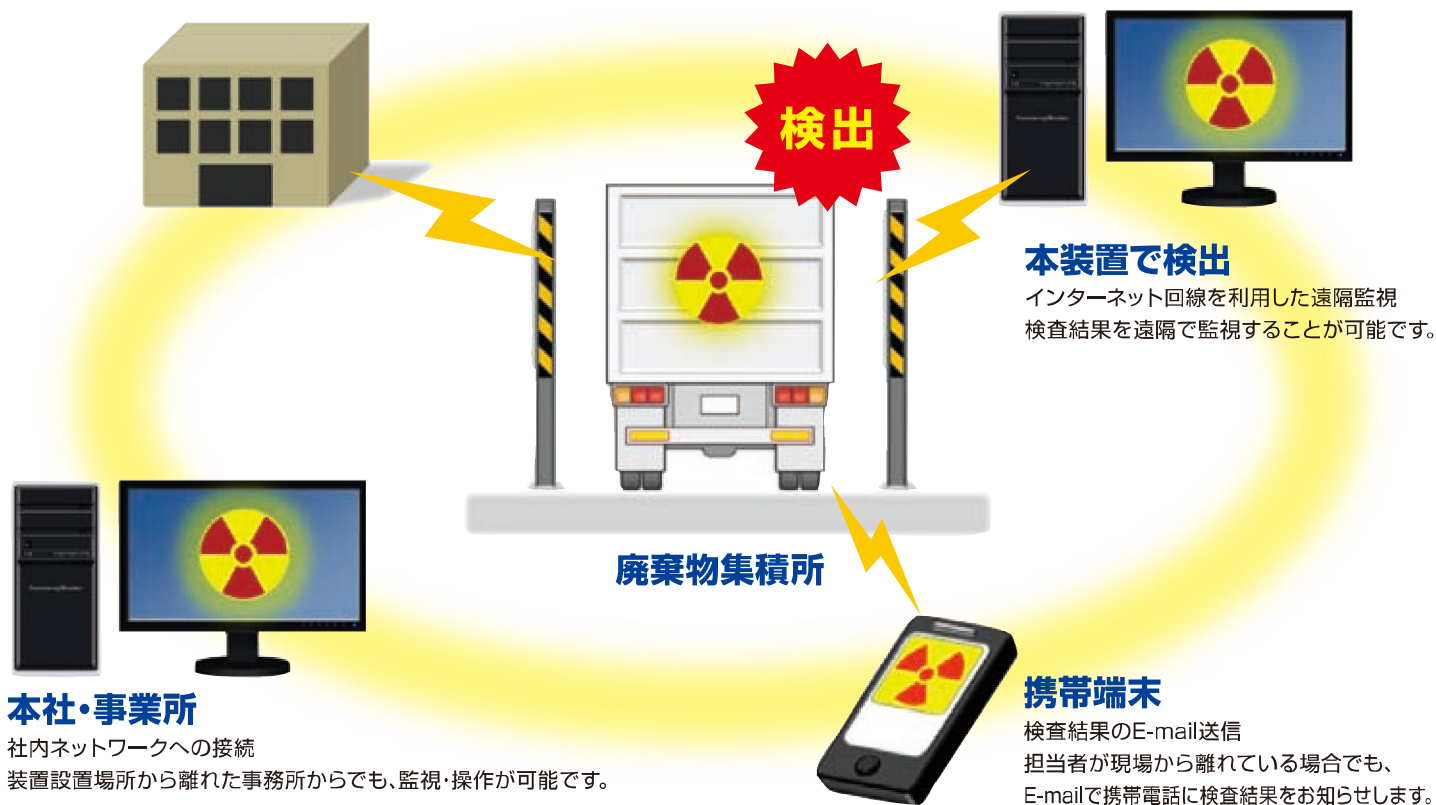 検出
本装置で検出
インターネット回線を利用した遠隔監視
検査結果を遠隔で監視することが可能です。
廃棄物集積所
本社・事業所
社内ネットワークへの接続
装置設置場所から離れた事務所からでも、監視・操作が可能です。
携帯端末
検査結果のE-mail送信
担当者が現場から離れている場合でも、
E-mailで携帯電話に検査結果をお知らせします。